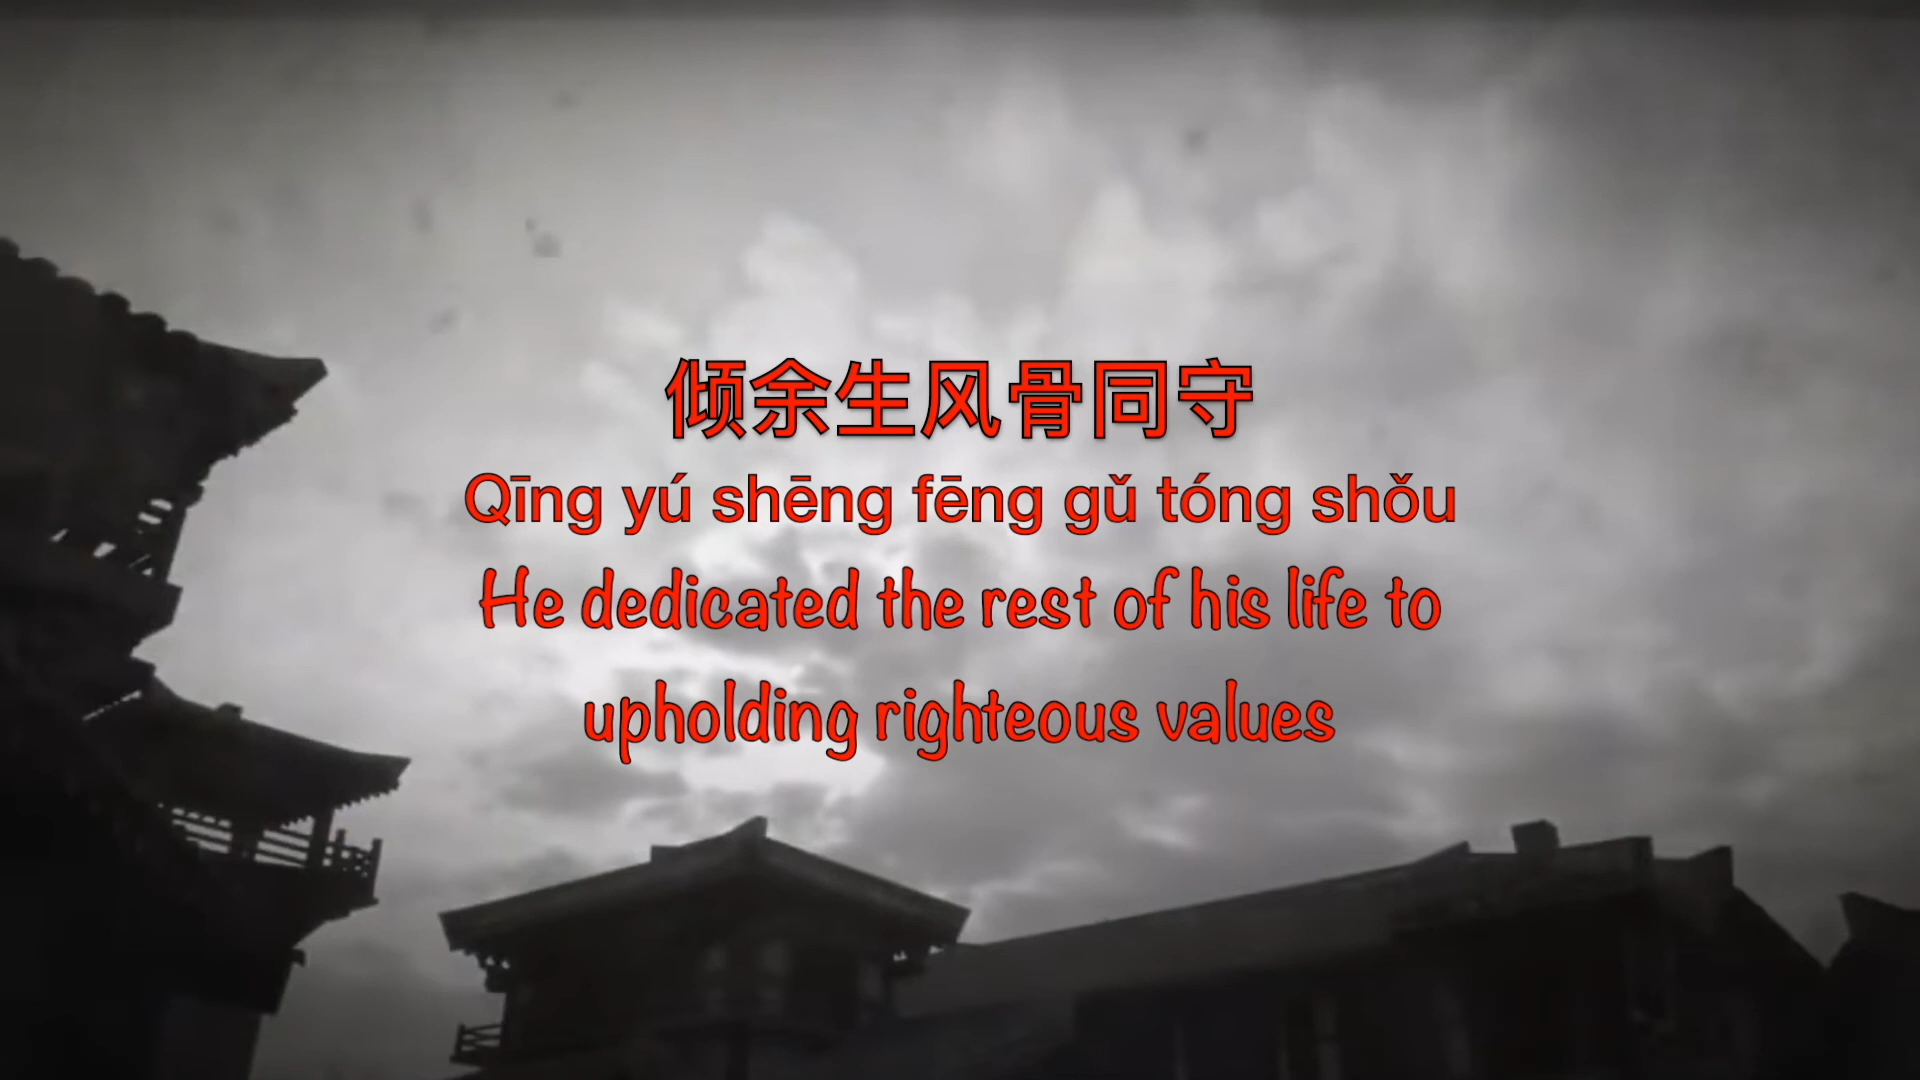 倾余生风骨同守
Qīng yú shēng fēng gǔ tóng shǒu
He dedicated the rest of his life to
upholding righteous values